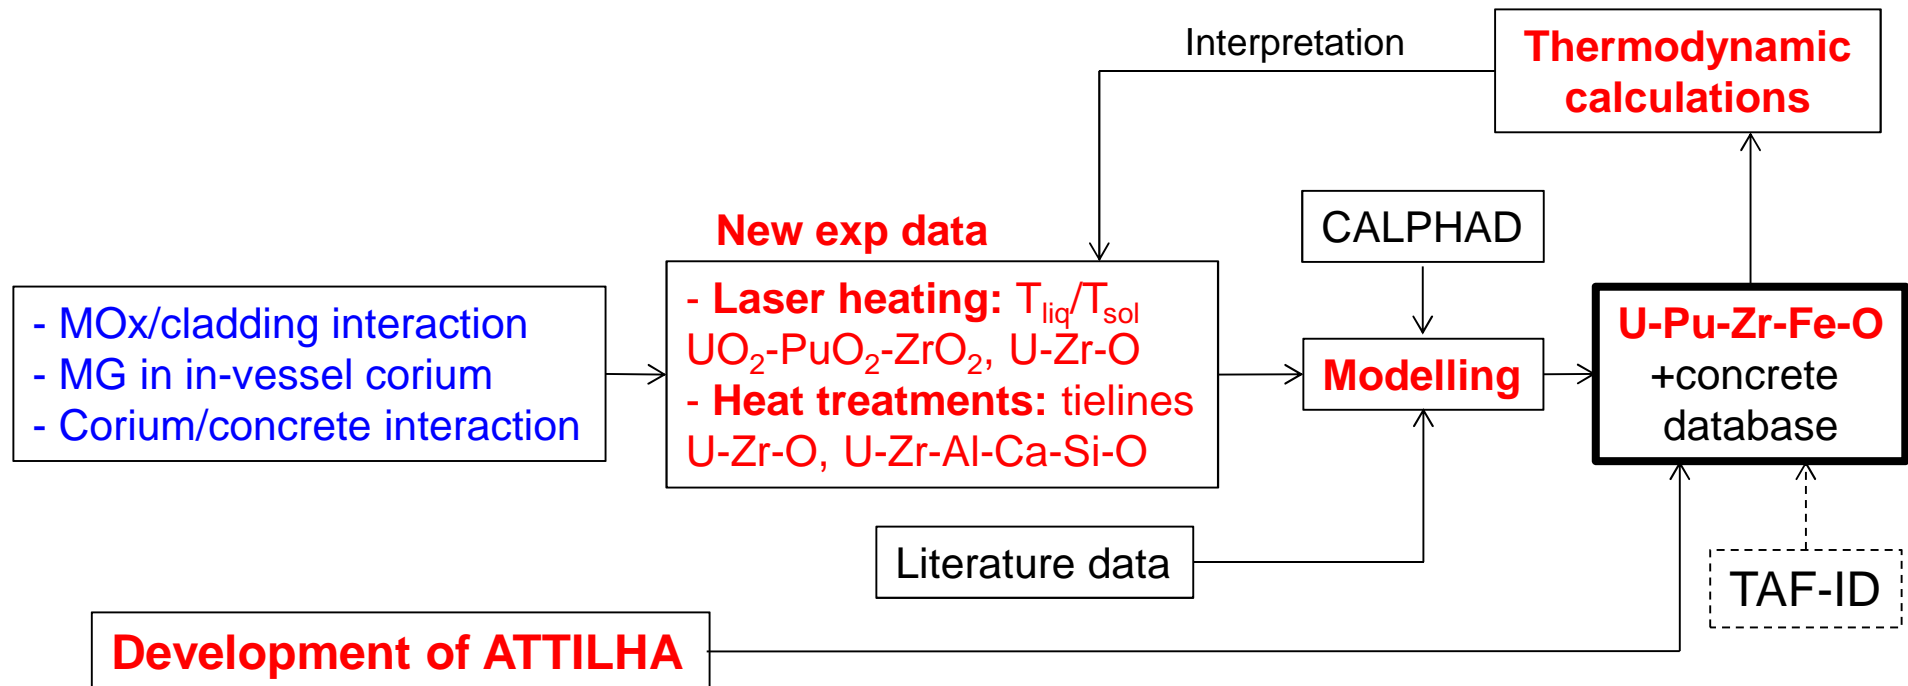 Interpretation
Thermodynamic
calculations
New exp data
CALPHAD
- MOx/cladding interaction
- MG in in-vessel corium
- Corium/concrete interaction
- Laser heating: Tliq/Tsol
UO2-PuO2-ZrO2, U-Zr-O
- Heat treatments: tielines
U-Zr-O, U-Zr-Al-Ca-Si-O
Modelling
U-Pu-Zr-Fe-O
+concrete
database
Literature data
TAF-ID
Development of ATTILHA